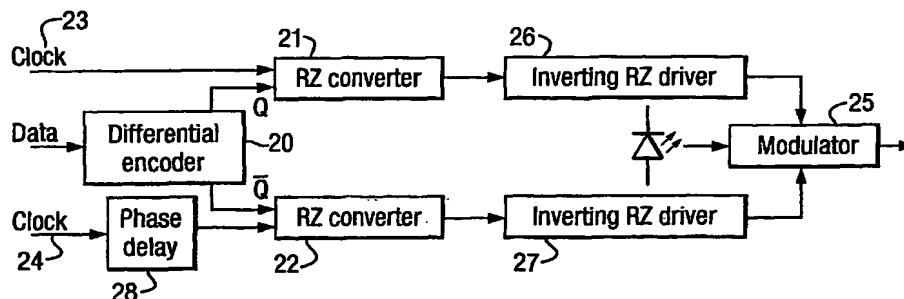 23
Clock
21
RZ converter
26
Inverting RZ driver
25
Modulator
Q
Data
Differential
encoder
20
Q̅
Clock
24
Phase
delay
28
RZ converter
22
Inverting RZ driver
27